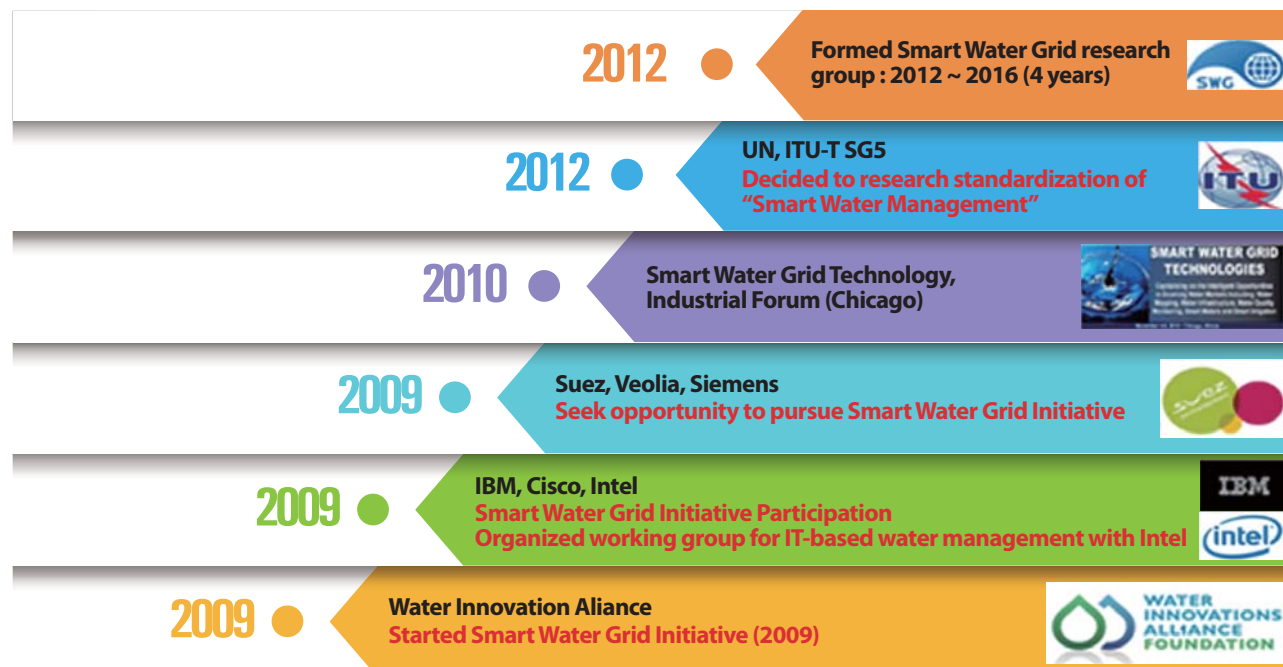 2012
Formed Smart Water Grid research
group : 2012 ~ 2016 (4 years)
SWG
2012
UN, ITU-T SG5
Decided to research standardization of
“Smart Water Management”
ITU
2010
Smart Water Grid Technology,
Industrial Forum (Chicago)
SMART WATER GRID
TECHNOLOGIES
2009
Suez, Veolia, Siemens
Seek opportunity to pursue Smart Water Grid Initiative
suez
2009
IBM, Cisco, Intel
Smart Water Grid Initiative Participation
Organized working group for IT-based water management with Intel
IBM
intel
2009
Water Innovation Aliance
Started Smart Water Grid Initiative (2009)
WATER
INNOVATIONS
ALLIANCE
FOUNDATION